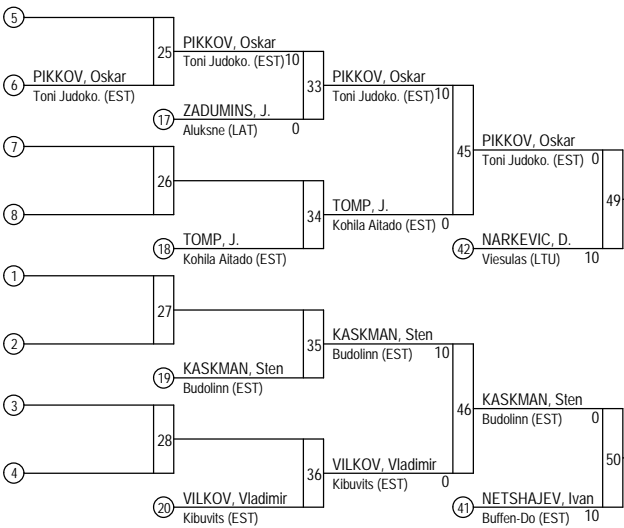 5
25
PIKKOV, Oskar
Toni Judoko. (EST) 10
6
PIKKOV, Oskar
Toni Judoko. (EST)
33
PIKKOV, Oskar
Toni Judoko. (EST) 10
17
ZADUMINS, J.
Aluksne (LAT) 0
45
PIKKOV, Oskar
Toni Judoko. (EST) 0
7
26
8
34
TOMP, J.
Kohila Aitado (EST) 0
49
18
TOMP, J.
Kohila Aitado (EST)
42
NARKEVIC, D.
Viesulas (LTU) 10
1
27
2
35
KASKMAN, Sten
Budolinn (EST) 10
19
KASKMAN, Sten
Budolinn (EST)
46
KASKMAN, Sten
Budolinn (EST) 0
3
28
4
36
VILKOV, Vladimir
Kibuvits (EST) 0
50
20
VILKOV, Vladimir
Kibuvits (EST)
41
NETSHAJEV, Ivan
Buffen-Do (EST) 10